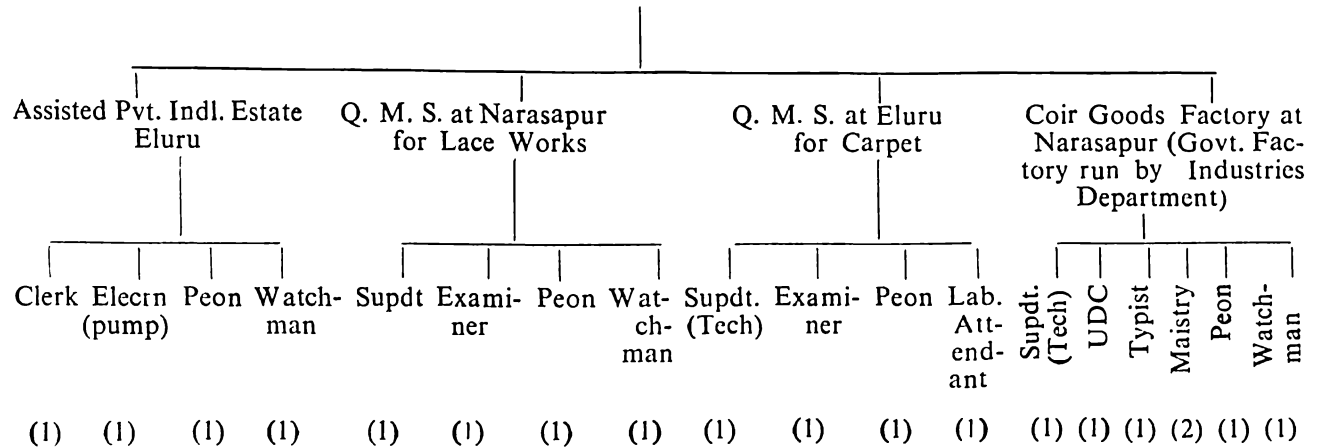 Assisted Pvt. Indl. Estate
Eluru
Q. M. S. at Narasapur
for Lace Works
Q. M. S. at Eluru
for Carpet
Coir Goods Factory at
Narasapur (Govt. Fac-
tory run by Industries
Department)
Clerk
Elecrn
(pump)
Peon
Watch-
man
Supdt
Exami-
ner
Peon
Wat-
ch-
man
Supdt.
(Tech)
Exami-
ner
Peon
Lab.
Att-
end-
ant
Supdt.
(Tech)
UDC
Typist
Maistry
Peon
Watch-
man
(1) (1) (1) (1) (1) (1) (1) (1) (1) (1) (1) (1) (1) (1) (1) (2) (1) (1)